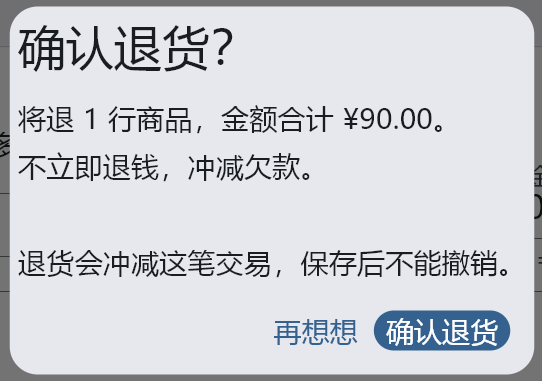 确认退货？
将退 1 行商品，金额合计 ¥90.00。
不立即退钱，冲减欠款。
退货会冲减这笔交易，保存后不能撤销。
再想想 确认退货